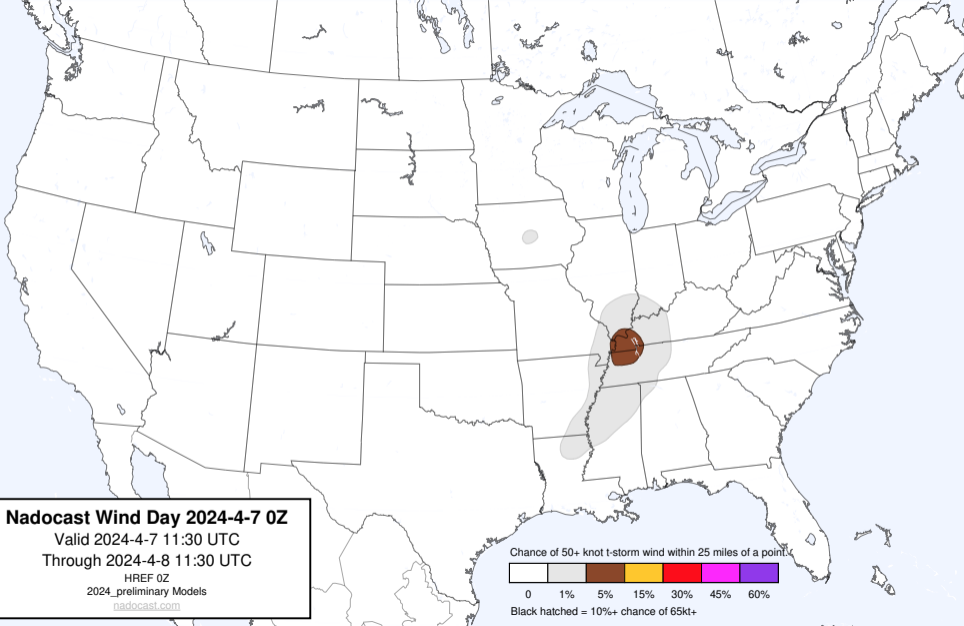 Nadocast Wind Day 2024-4-7 0Z
Valid 2024-4-7 11:30 UTC
Through 2024-4-8 11:30 UTC
HREF 0Z
2024_preliminary Models
nadocast.com
Chance of 50+ knot t-storm wind within 25 miles of a point.
0 1% 5% 15% 30% 45% 60%
Black hatched = 10%+ chance of 65kt+